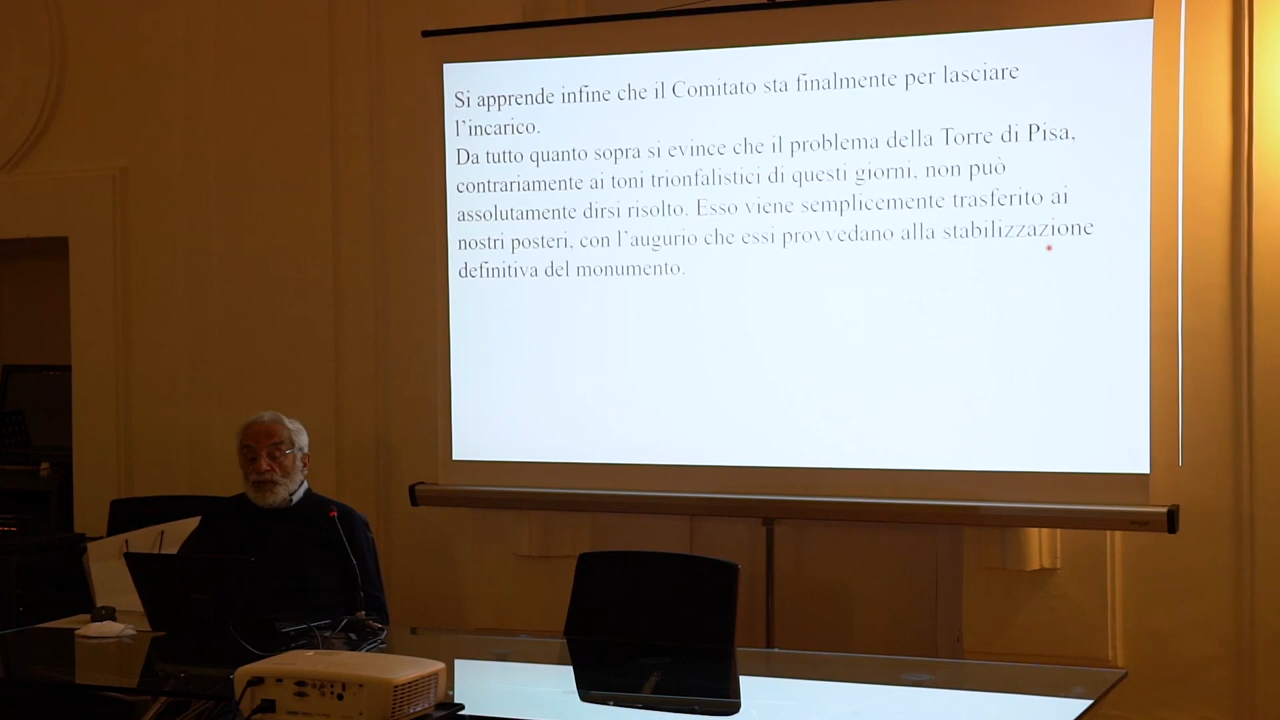 Si apprende infine che il Comitato sta finalmente per lasciare
l'incarico.
Da tutto quanto sopra si evince che il problema della Torre di Pisa,
contrariamente ai toni trionfalistici di questi giorni, non può
assolutamente dirsi risolto. Esso viene semplicemente trasferito ai
nostri posteri, con l'augurio che essi provvedano alla stabilizzazione
definitiva del monumento.